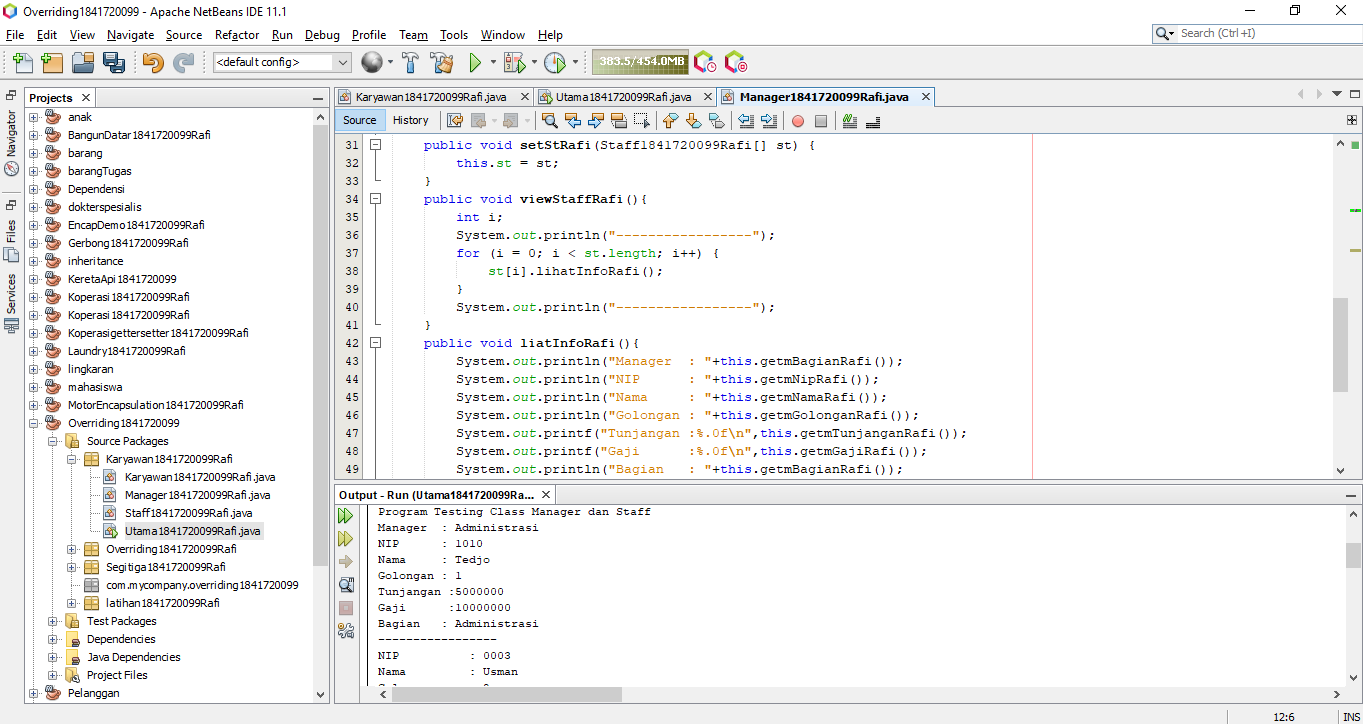 Overriding1841720099 - Apache NetBeans IDE 11.1
File Edit View Navigate Source Refactor Run Debug Profile Team Tools Window Help
Search (Ctrl+I)
<default config>
383.5/454.0MB
Projects
Navigator
Files
Services
anak
BangunDatar1841720099Rafi
barang
barangTugas
Dependensi
dokterspesialis
EncapDemo1841720099Rafi
Gerbong1841720099Rafi
inheritance
KeretaApi1841720099
Koperasi1841720099Rafi
Koperasi1841720099Rafi
Koperasigettersetter1841720099Rafi
Laundry1841720099Rafi
lingkaran
mahasiswa
MotorEncapsulation1841720099Rafi
Overriding1841720099
Source Packages
Karyawan1841720099Rafi
Karyawan1841720099Rafi.java
Manager1841720099Rafi.java
Staff1841720099Rafi.java
Utama1841720099Rafi.java
Overriding1841720099Rafi
Segitiga1841720099Rafi
com.mycompany.overriding1841720099
latihan1841720099Rafi
Test Packages
Dependencies
Java Dependencies
Project Files
Pelanggan
Karyawan1841720099Rafi.java Utama1841720099Rafi.java Manager1841720099Rafi.java
Source History
31 public void setStRafi(Staff1841720099Rafi[] st) {
32 this.st = st;
33 }
34 public void viewStaffRafi(){
35 int i;
36 System.out.println("-----------------");
37 for (i = 0; i < st.length; i++) {
38 st[i].lihatInfoRafi();
39 }
40 System.out.println("-----------------");
41 }
42 public void liatInfoRafi(){
43 System.out.println("Manager  : "+this.getmBagianRafi());
44 System.out.println("NIP      : "+this.getmNipRafi());
45 System.out.println("Nama     : "+this.getmNamaRafi());
46 System.out.println("Golongan : "+this.getmGolonganRafi());
47 System.out.printf("Tunjangan :%.0f\n",this.getmTunjanganRafi());
48 System.out.printf("Gaji      :%.0f\n",this.getmGajiRafi());
49 System.out.println("Bagian   : "+this.getmBagianRafi());
Output - Run (Utama1841720099Ra...
Program Testing Class Manager dan Staff
Manager  : Administrasi
NIP      : 1010
Nama     : Tedjo
Golongan : 1
Tunjangan :5000000
Gaji      :10000000
Bagian   : Administrasi
-----------------
NIP          : 0003
Nama         : Usman
12:6 INS